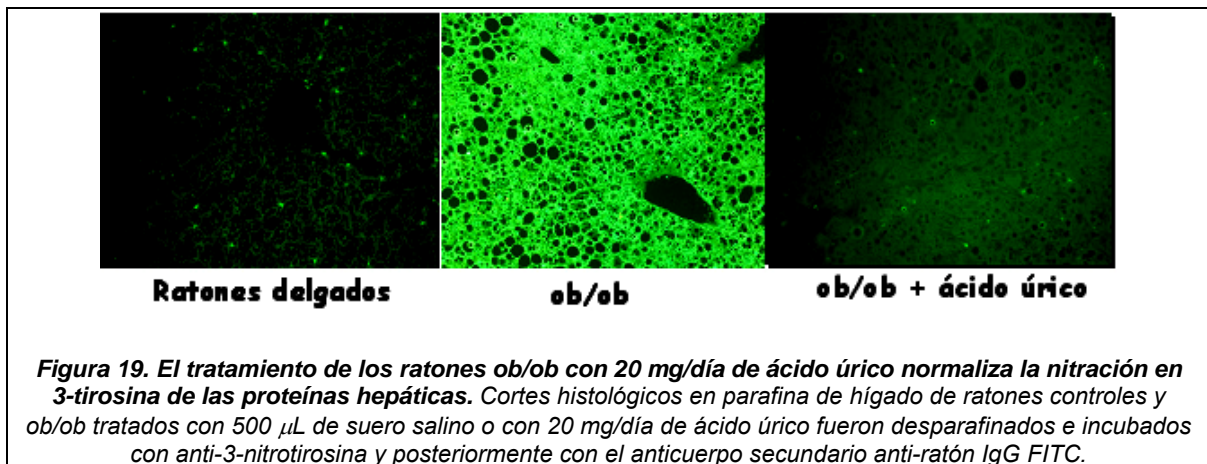 Ratones delgados ob/ob ob/ob + ácido úrico
Figura 19. El tratamiento de los ratones ob/ob con 20 mg/día de ácido úrico normaliza la nitración en
3-tirosina de las proteínas hepáticas. Cortes histológicos en parafina de hígado de ratones controles y
ob/ob tratados con 500 μL de suero salino o con 20 mg/día de ácido úrico fueron desparafinados e incubados
con anti-3-nitrotirosina y posteriormente con el anticuerpo secundario anti-ratón IgG FITC.